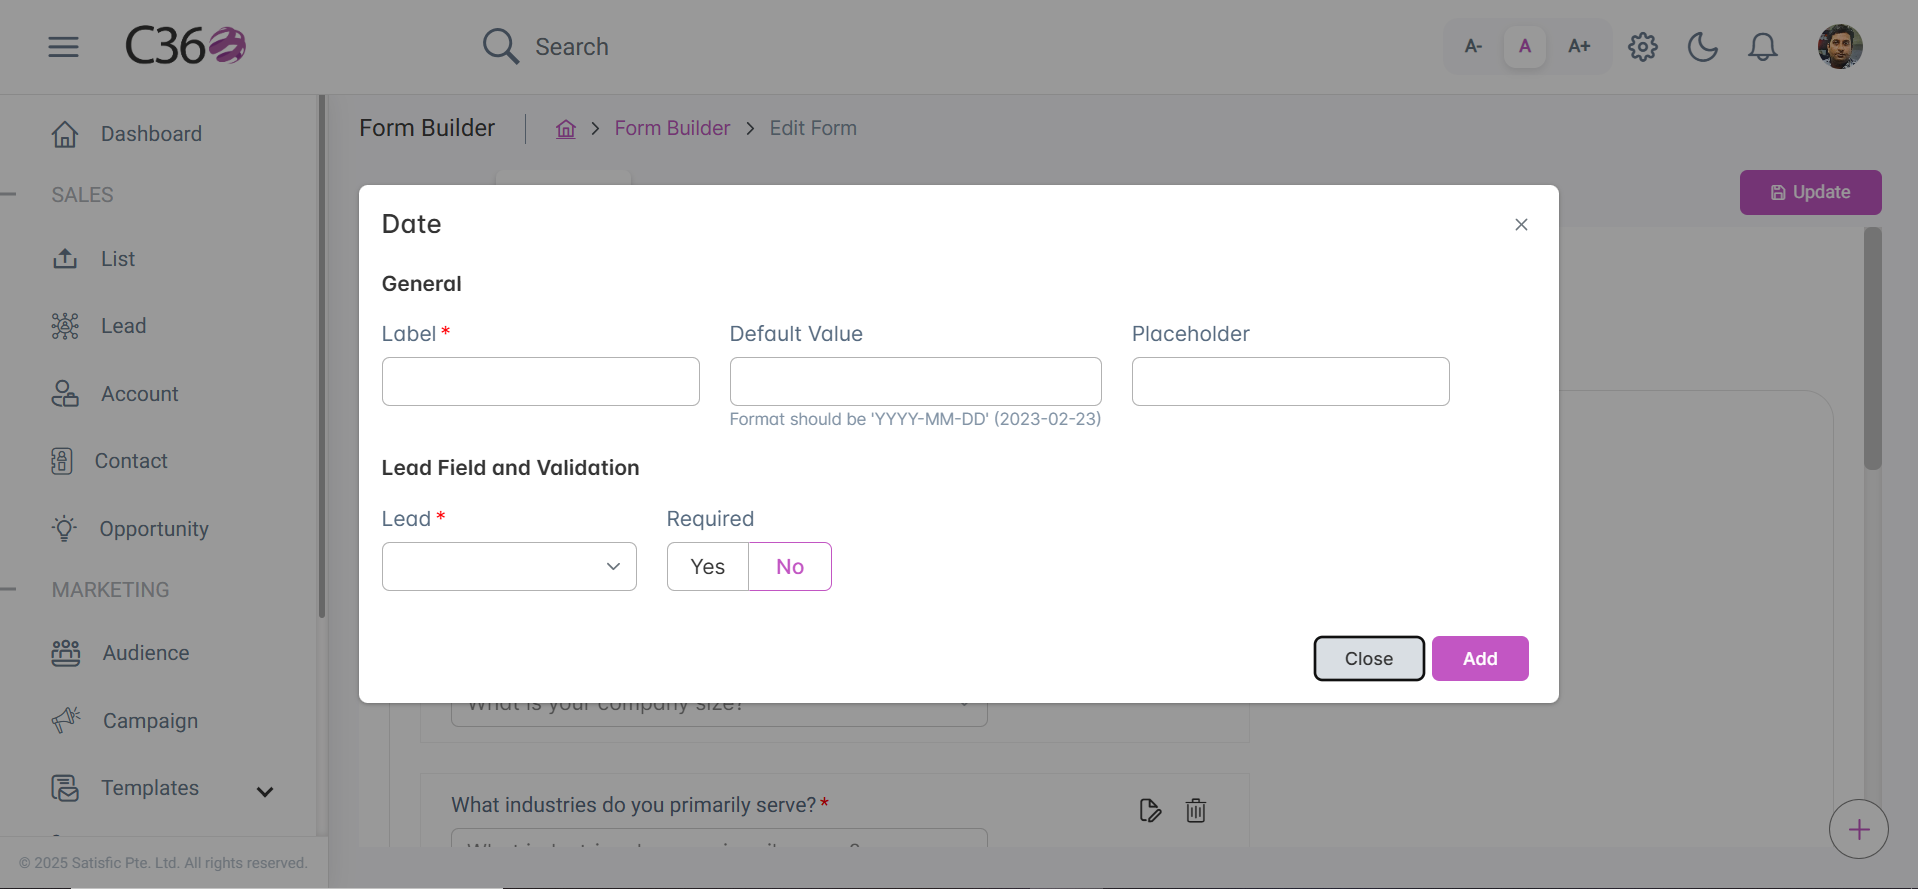 C360
Search
A-
A
A+
Dashboard
SALES
List
Lead
Account
Contact
Opportunity
MARKETING
Audience
Campaign
Templates
© 2025 Satisfic Pte. Ltd. All rights reserved.
Form Builder
Form Builder
Edit Form
Update
Date
General
Label *
Default Value
Placeholder
Format should be 'YYYY-MM-DD' (2023-02-23)
Lead Field and Validation
Lead *
Required
Yes
No
Close
Add
What is your company size?
What industries do you primarily serve? *